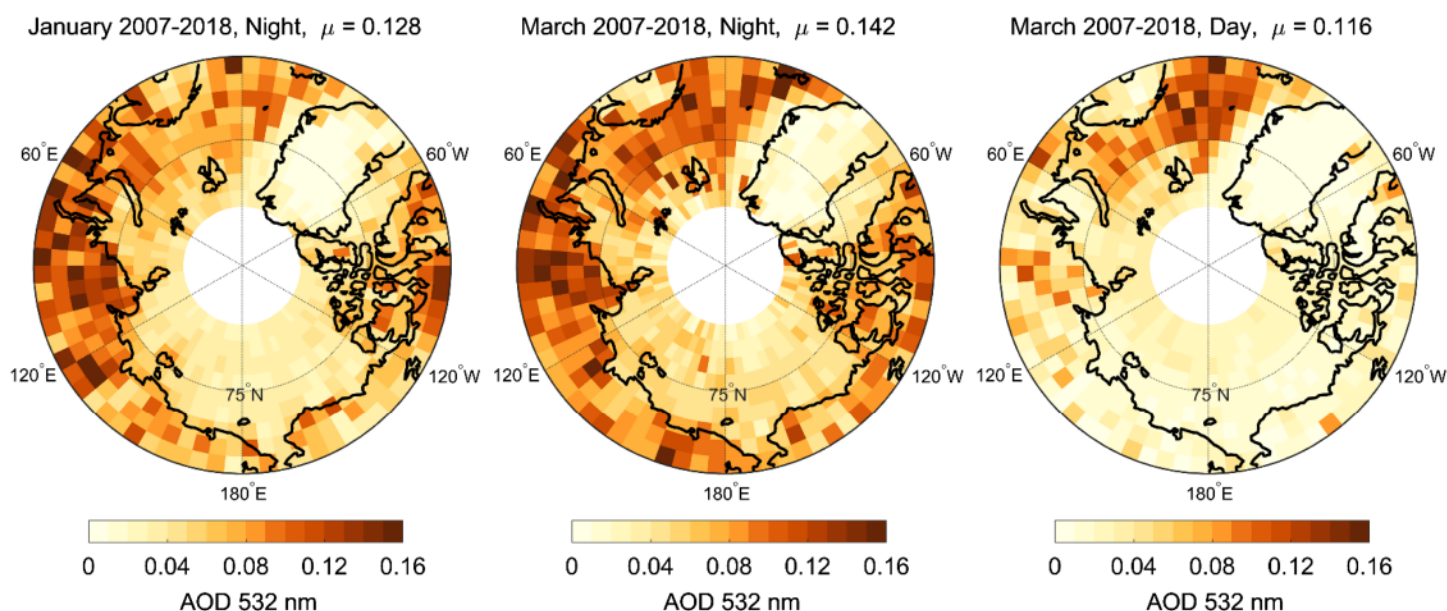 January 2007-2018, Night, μ = 0.128
60°E
60°W
120°E
120°W
75°N
180°E
0 0.04 0.08 0.12 0.16
AOD 532 nm
March 2007-2018, Night, μ = 0.142
60°E
60°W
120°E
120°W
75°N
180°E
0 0.04 0.08 0.12 0.16
AOD 532 nm
March 2007-2018, Day, μ = 0.116
60°E
60°W
120°E
120°W
75°N
180°E
0 0.04 0.08 0.12 0.16
AOD 532 nm